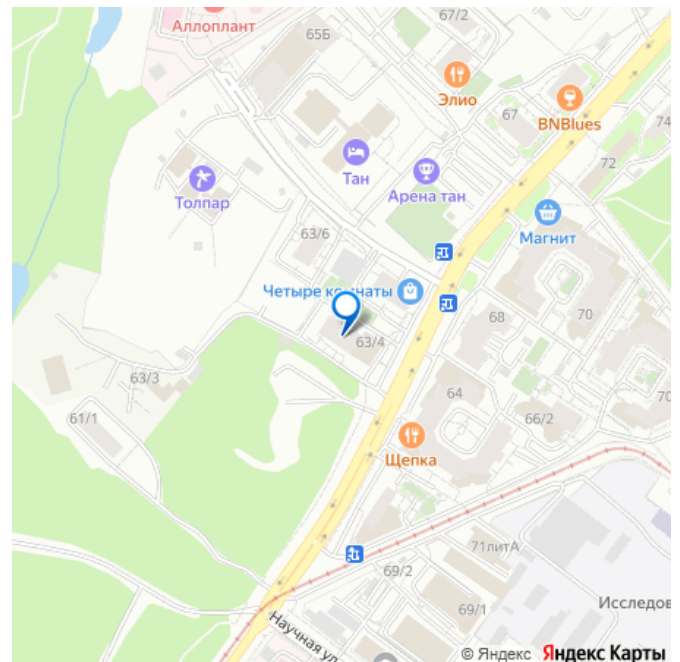 Аллоплант
65Б
67/2
Элио
67
BNBlues
74
72
Тан
Арена тан
Толпар
Магнит
63/6
Четыре комнаты
68
70
63/4
63/3
64
70
61/1
66/2
Щепка
71литА
69/2
69/1
Исследов
Научная ул
© Яндекс Яндекс Карты